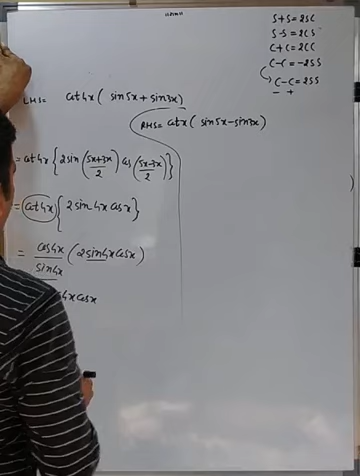 S+S=2SC
S-S=2CS
C+C=2CC
C-C=-2SS
C-C=2SS
- +
LHS= cot4x ( sin5x+sin3x)
RHS= cotx ( sin5x-sin3x)
= cot4x { 2sin (5x+3x/2) cos (5x-3x/2) }
= cot4x { 2sin4x cosx }
= cos4x/sin4x ( 2sin4x cosx )
4x cosx